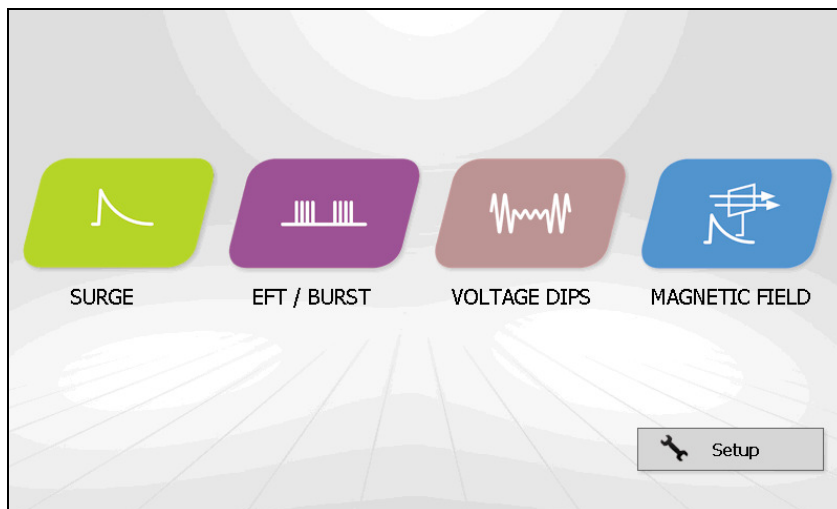 SURGE
EFT / BURST
VOLTAGE DIPS
MAGNETIC FIELD
Setup